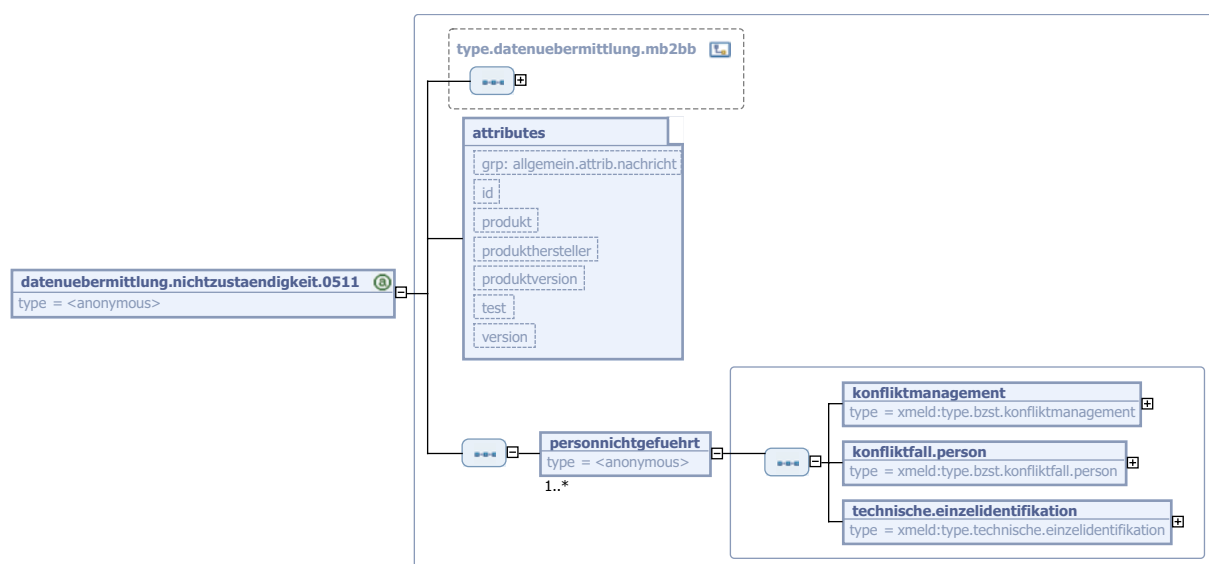 type.datenuebermittlung.mb2bb
attributes
grp: allgemein.attrib.nachricht
id
produkt
produkthersteller
produktversion
test
version
datenuebermittlung.nichtzustaendigkeit.0511 a
type = <anonymous>
personnichtgefuehrt
type = <anonymous>
1..*
konfliktmanagement
type = xmeld:type.bzst.konfliktmanagement
konfliktfall.person
type = xmeld:type.bzst.konfliktfall.person
technische.einzelidentifikation
type = xmeld:type.technische.einzelidentifikation